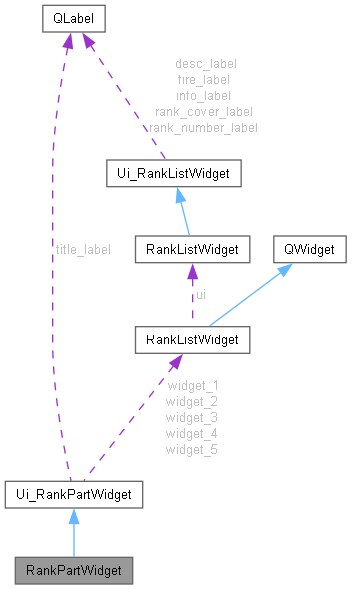 QLabel
desc_label
fire_label
info_label
rank_cover_label
rank_number_label
Ui_RankListWidget
title_label
RankListWidget
QWidget
ui
RankListWidget
widget_1
widget_2
widget_3
widget_4
widget_5
Ui_RankPartWidget
RankPartWidget